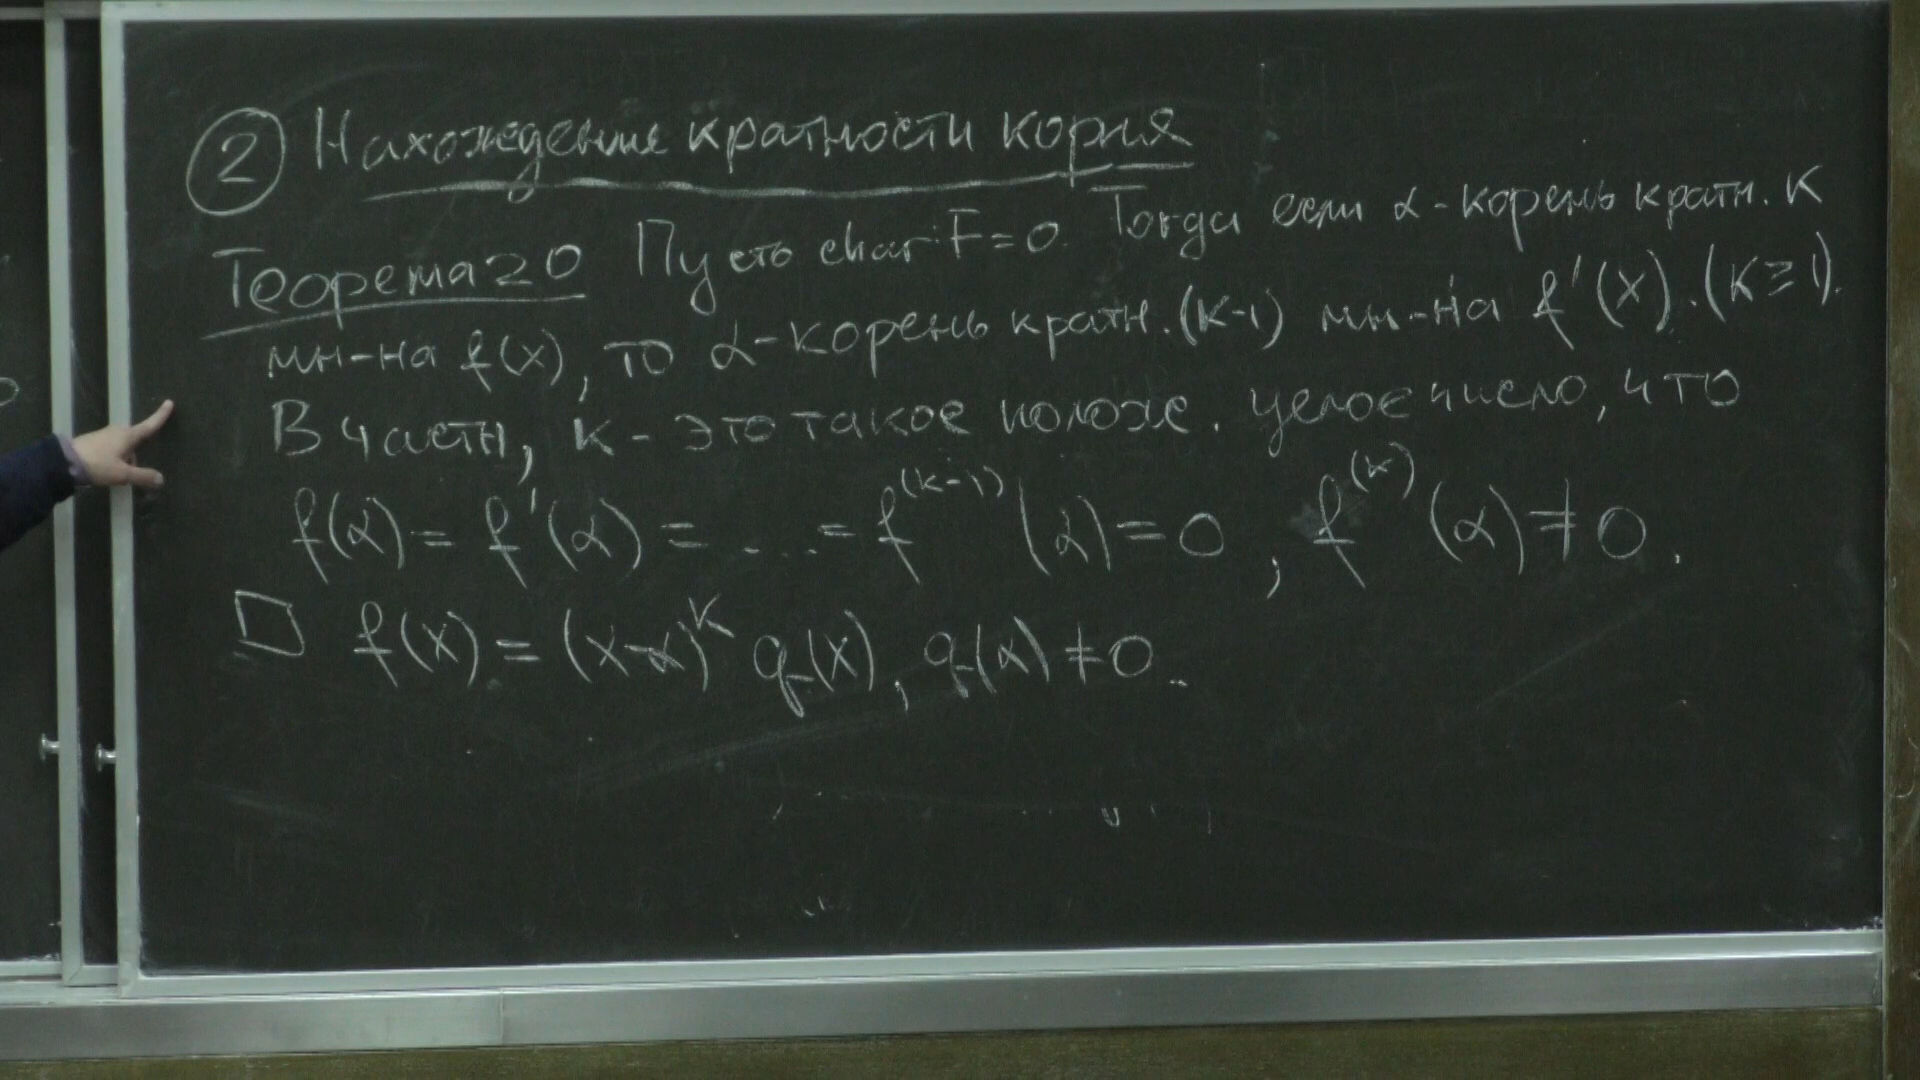 ② Нахождение кратности корня
Теорема 20 Пусть char F = 0. Тогда если α - корень кратн. k
мн-на f(x), то α - корень кратн. (k-1) мн-на f'(x). (k ≥ 1).
В частн, k - это такое полож. целое число, что
f(α) = f'(α) = ... = f^(k-1) (α) = 0, f^(k) (α) ≠ 0.
□ f(x) = (x-α)^k q(x), q(α) ≠ 0.